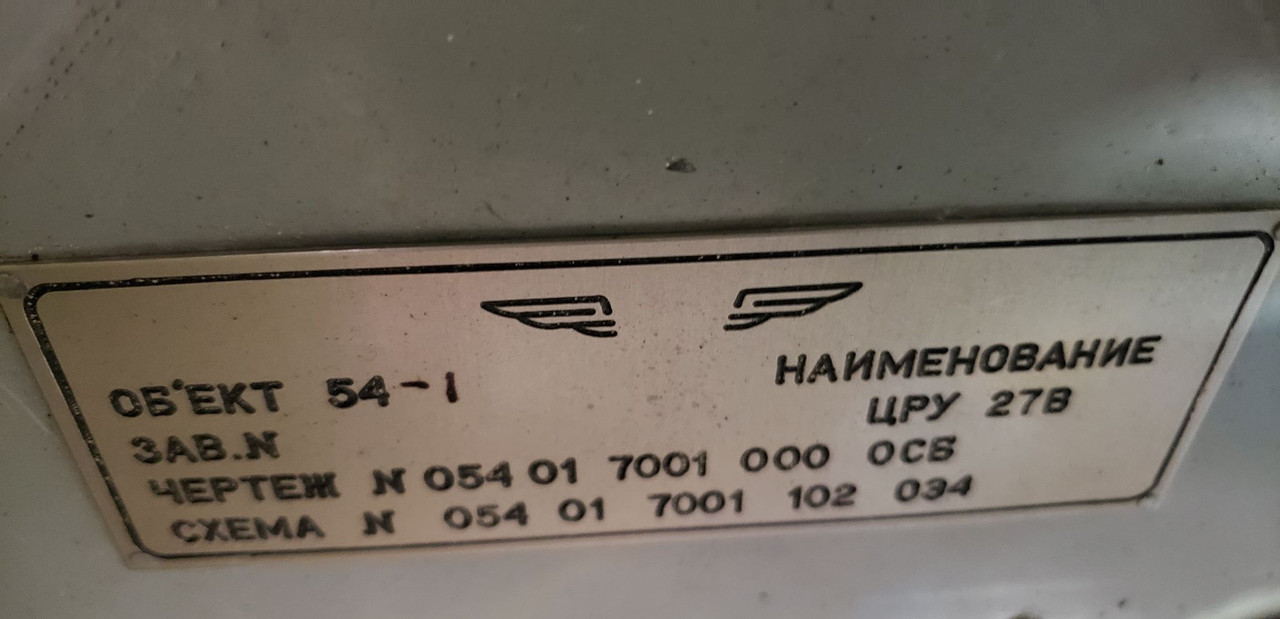 НАИМЕНОВАНИЕ
ОБ'ЕКТ 54-1
ЦРУ 27В
ЗАВ.N
ЧЕРТЕЖ N 054 01 7001 000 0СБ
СХЕМА N 054 01 7001 102 034